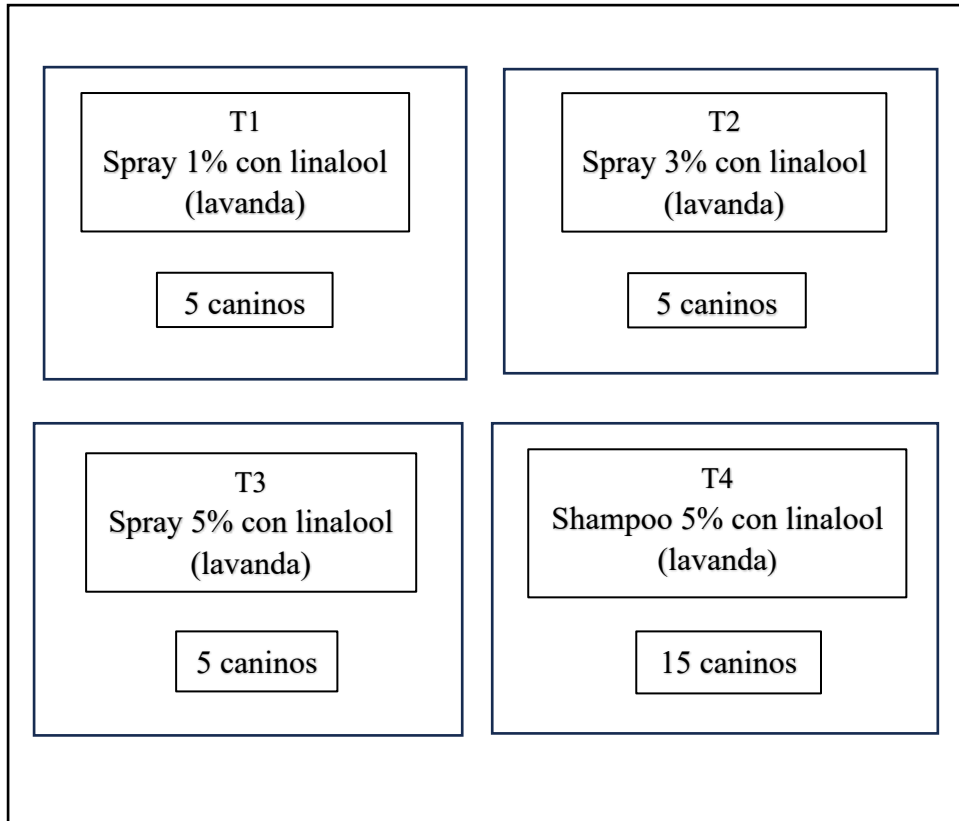 T1
Spray 1% con linalool
(lavanda)
5 caninos
T2
Spray 3% con linalool
(lavanda)
5 caninos
T3
Spray 5% con linalool
(lavanda)
5 caninos
T4
Shampoo 5% con linalool
(lavanda)
15 caninos